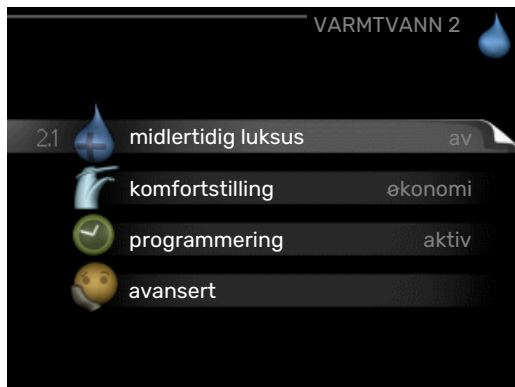 VARMTVANN 2
2.1 midlertidig luksus av
komfortstilling økonomi
programmering aktiv
avansert